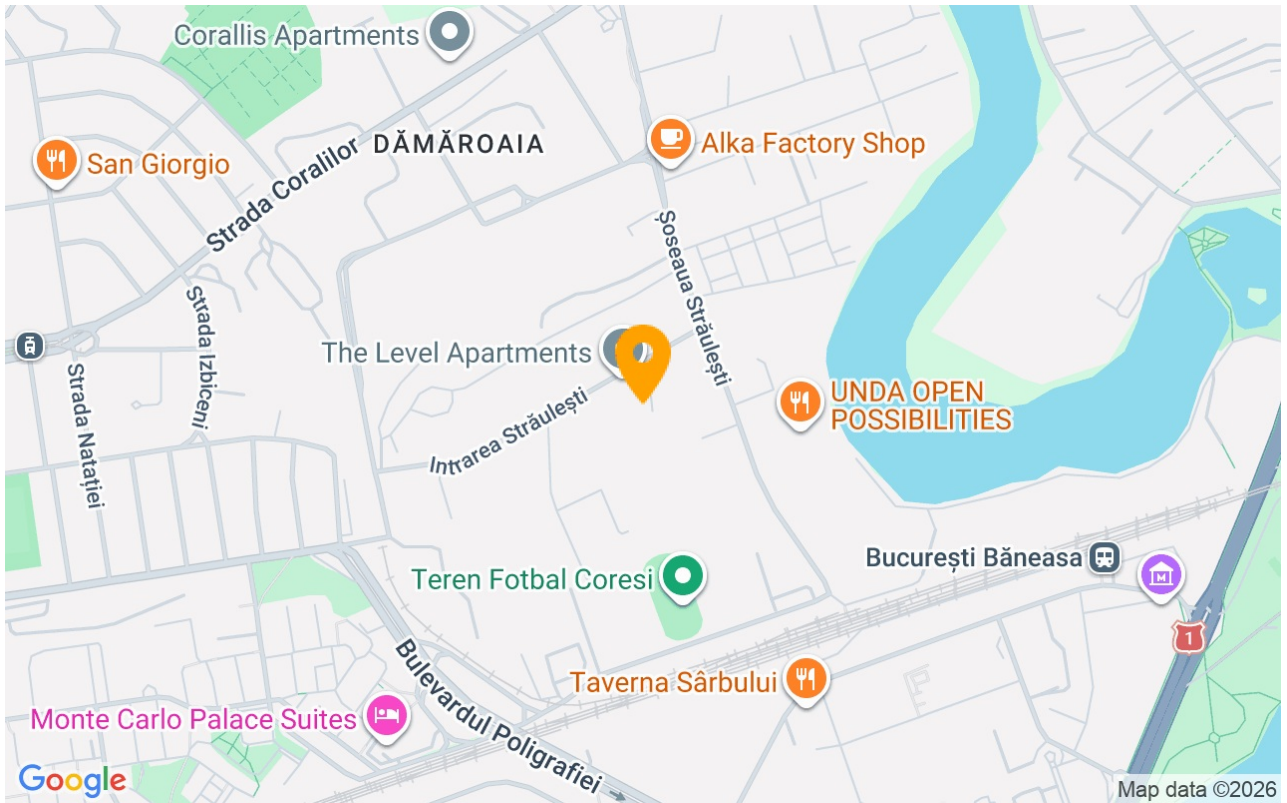 Corallis Apartments
San Giorgio
Strada Coralilor
DĂMĂROAIA
Alka Factory Shop
Șoseaua Străulești
Strada Izbiceni
Strada Natației
The Level Apartments
Intrarea Străulești
UNDA OPEN
POSSIBILITIES
București Băneasa
M
1
Teren Fotbal Coresi
Taverna Sârbului
Bulevardul Poligrafiei
Monte Carlo Palace Suites
Google
Map data ©2026